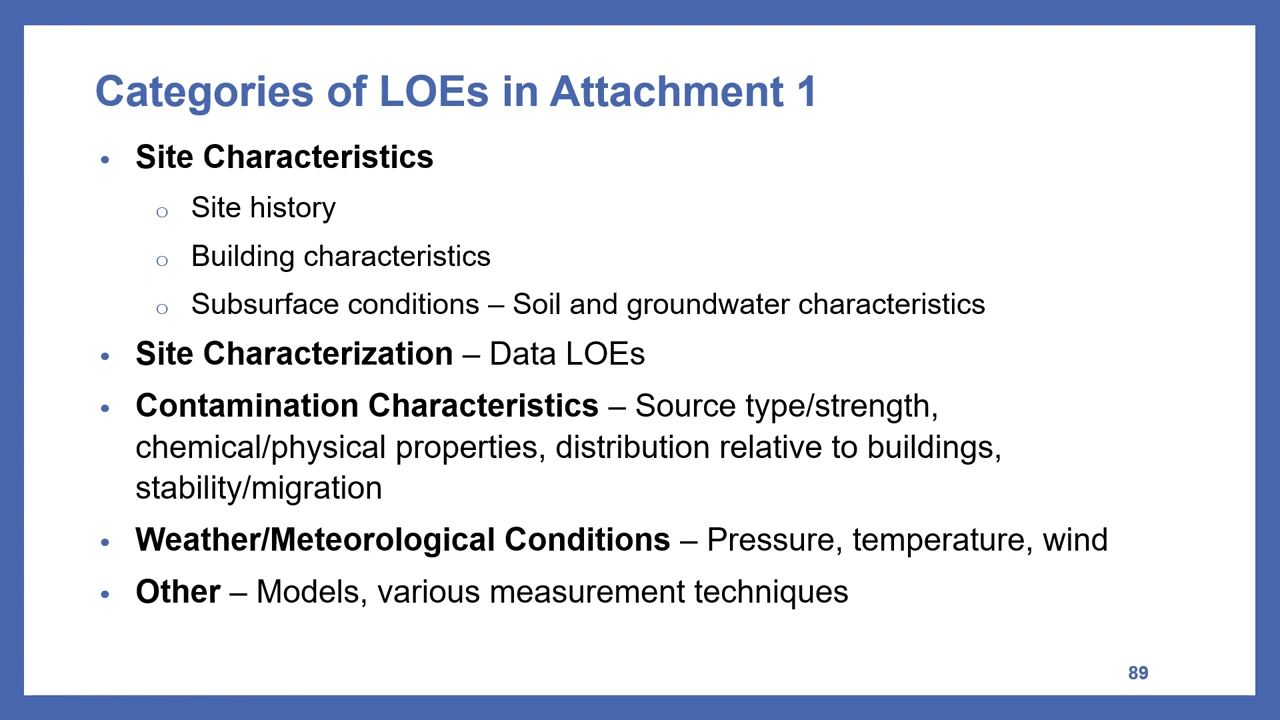 Categories of LOEs in Attachment 1
• Site Characteristics
o Site history
o Building characteristics
o Subsurface conditions – Soil and groundwater characteristics
• Site Characterization – Data LOEs
• Contamination Characteristics – Source type/strength,
chemical/physical properties, distribution relative to buildings,
stability/migration
• Weather/Meteorological Conditions – Pressure, temperature, wind
• Other – Models, various measurement techniques
89